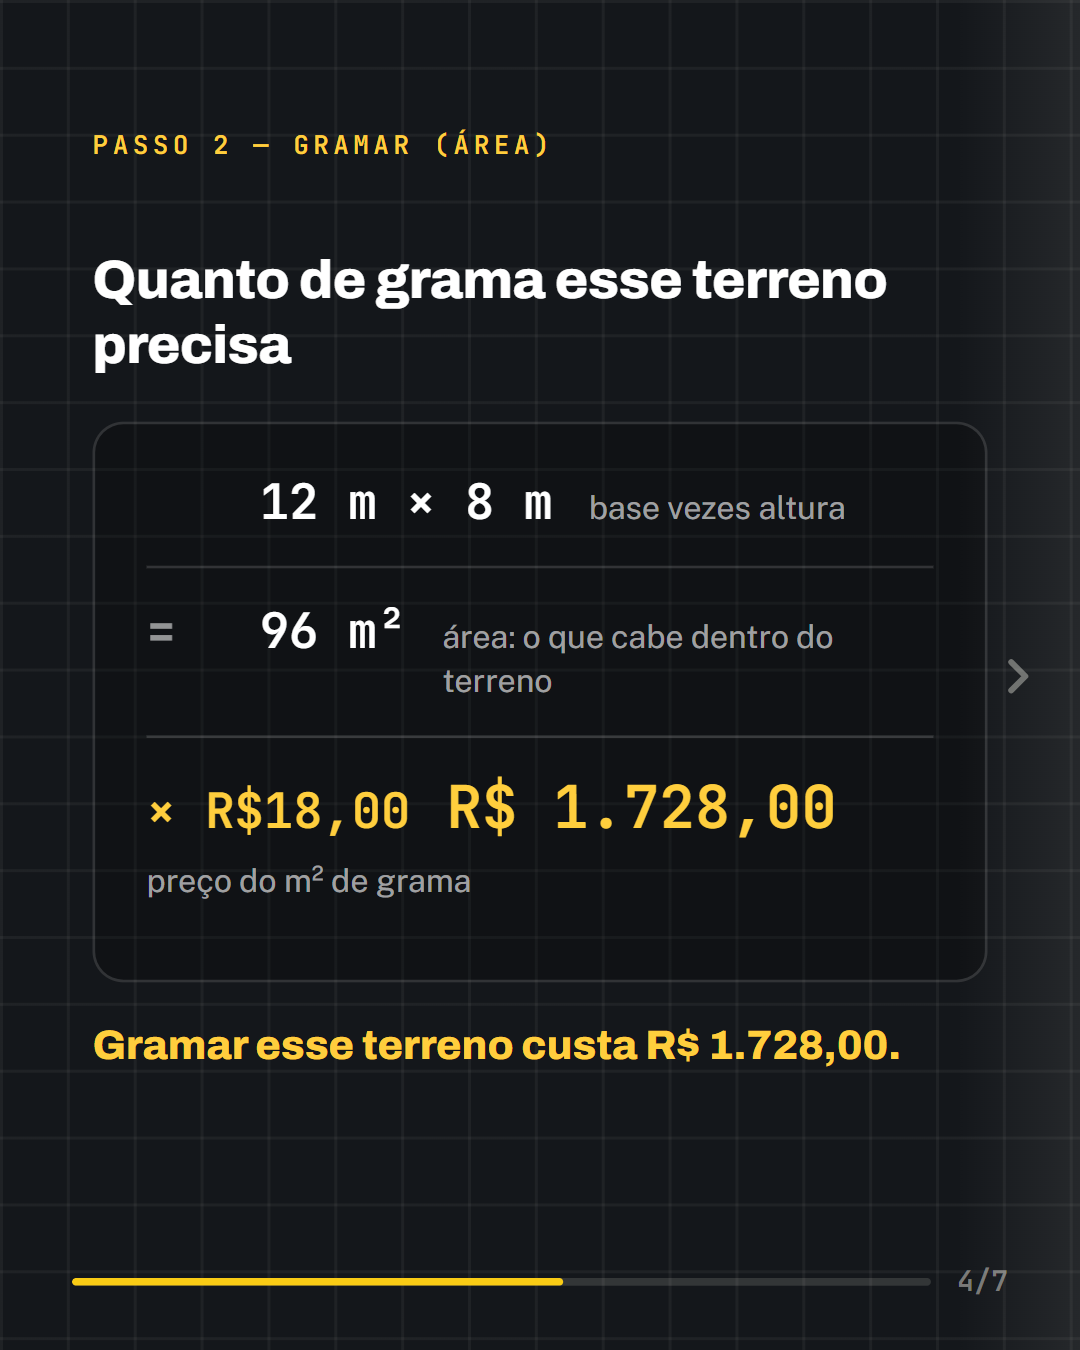 PASSO 2 — GRAMAR (ÁREA)
Quanto de grama esse terreno
precisa
12 m × 8 m base vezes altura
= 96 m² área: o que cabe dentro do
terreno
× R$18,00 R$ 1.728,00
preço do m² de grama
Gramar esse terreno custa R$ 1.728,00.
4/7